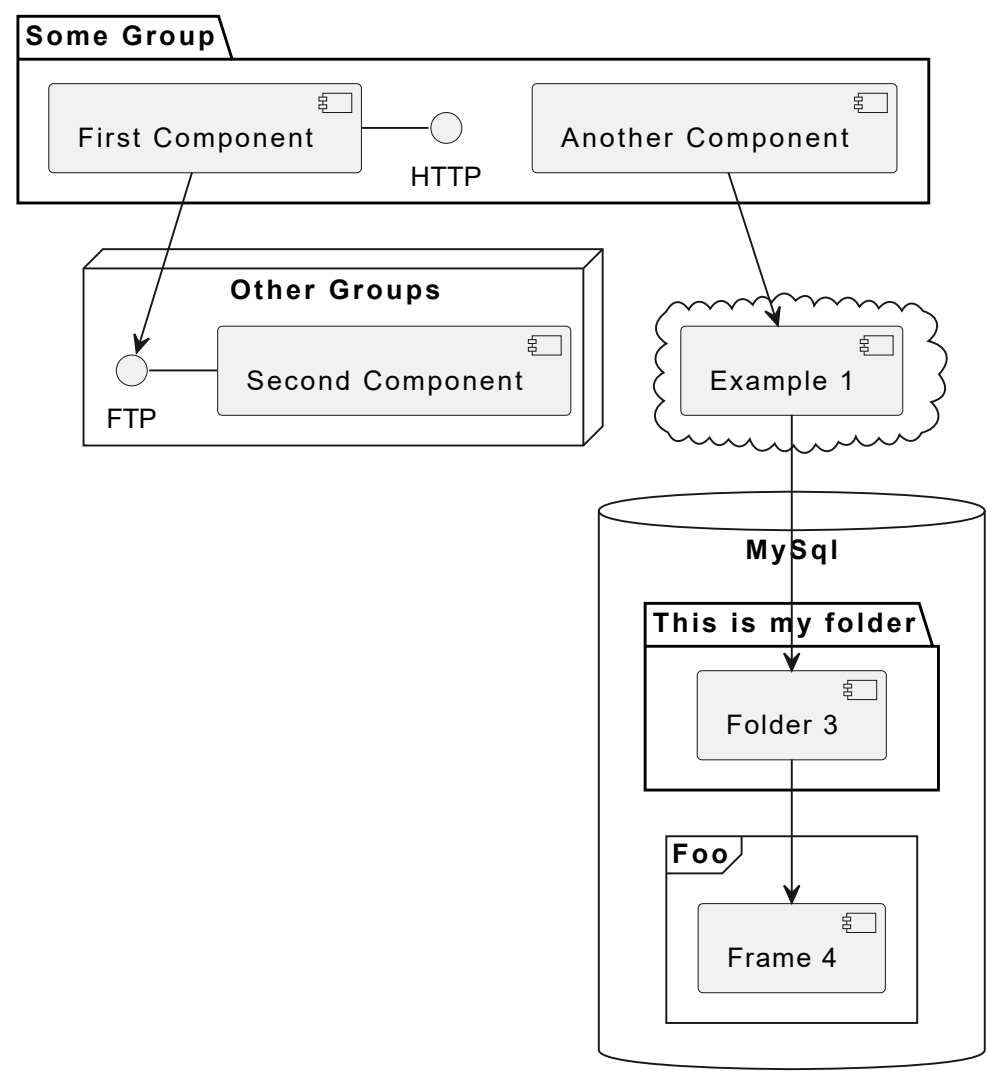 Some Group
First Component
HTTP
Another Component
Other Groups
FTP
Second Component
Example 1
MySql
This is my folder
Folder 3
Foo
Frame 4